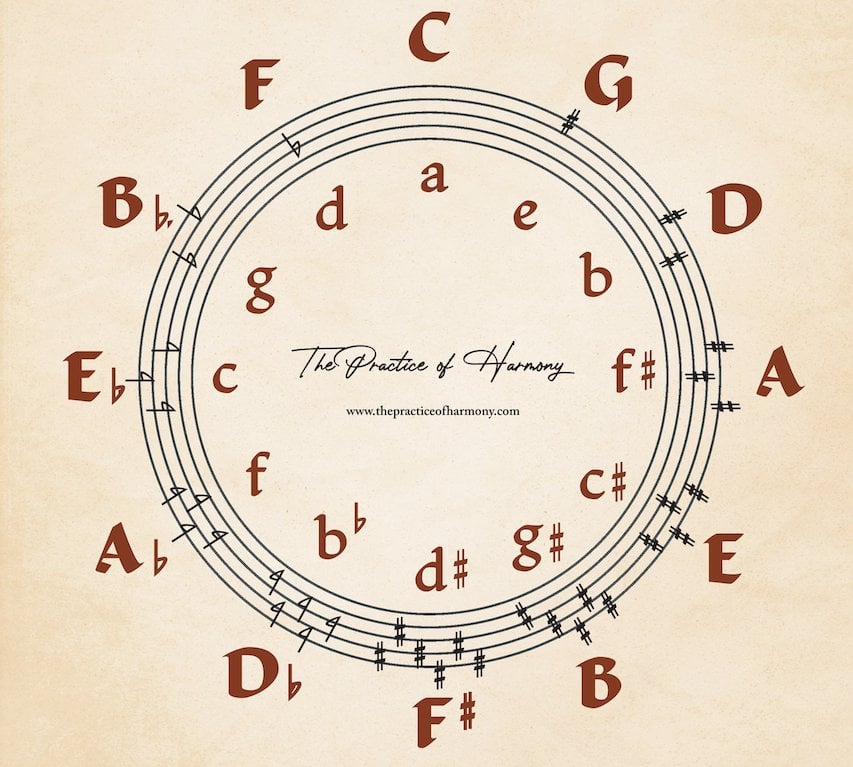 C
F
G
B♭
D
E♭
A
A♭
E
D♭
B
F♯
a
d
e
g
b
c
f♯
f
c♯
b♭
g♯
d♯
The Practice of Harmony
www.thepracticeofharmony.com